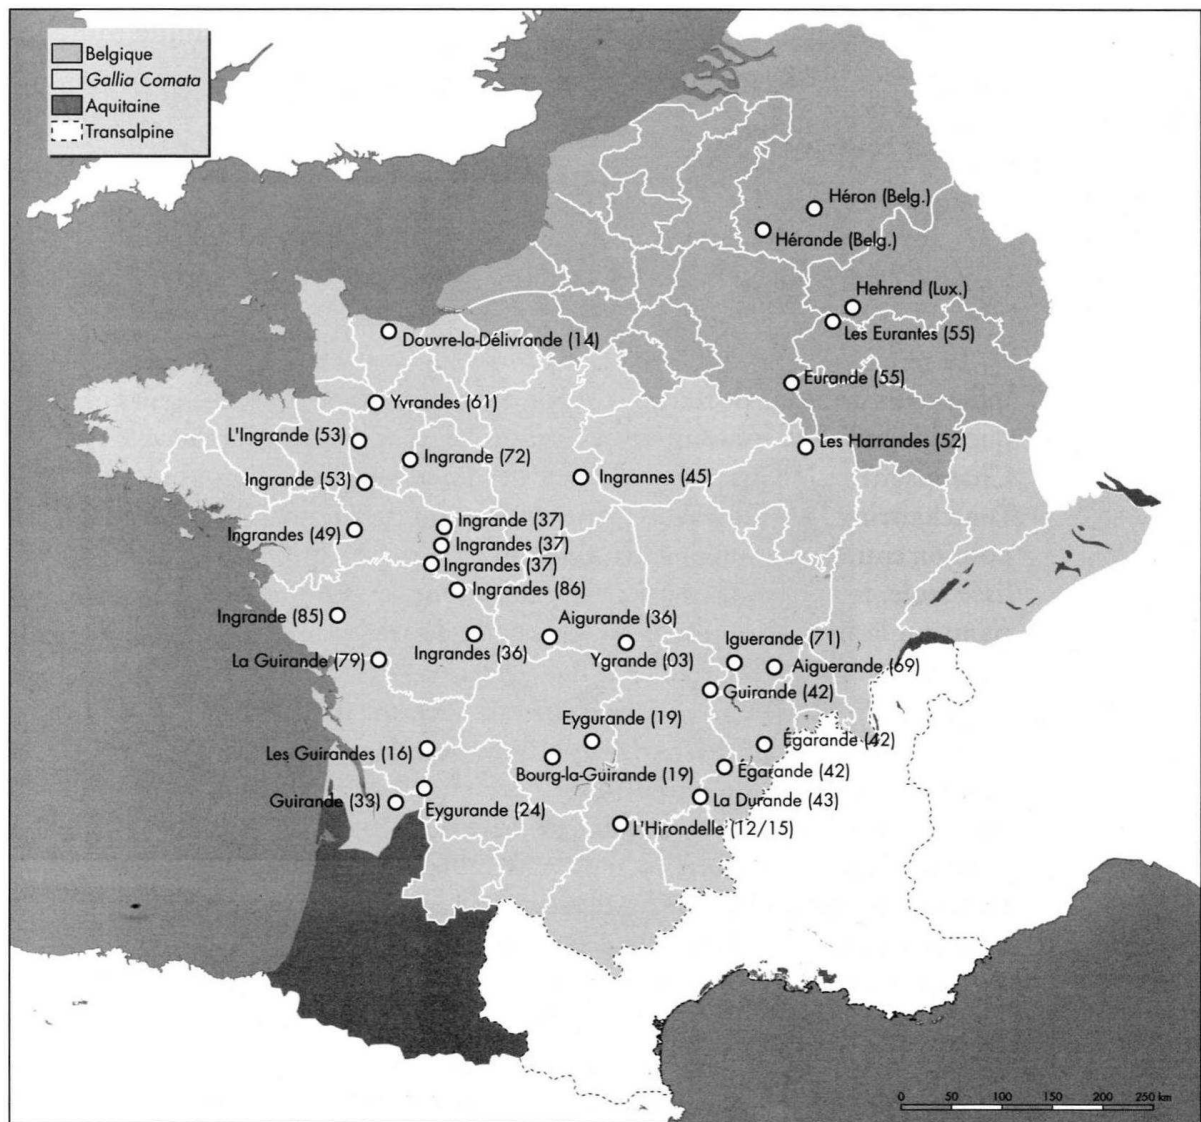 Belgique
Gallia Comata
Aquitaine
Transalpine
Héron (Belg.)
Hérande (Belg.)
Hehrend (Lux.)
Les Eurantes (55)
Douvre-la-Délivrande (14)
Eurande (55)
Yvrandes (61)
L'Ingrande (53)
Les Harrandes (52)
Ingrande (72)
Ingrande (53)
Ingrannes (45)
Ingrande (37)
Ingrandes (49)
Ingrandes (37)
Ingrandes (37)
Ingrandes (86)
Ingrande (85)
Aigurande (36)
Iguerande (71)
Ingrandes (36)
Ygrande (03)
La Guirande (79)
Aiguerande (69)
Guirande (42)
Eygurande (19)
Égarande (42)
Les Guirandes (16)
Bourg-la-Guirande (19)
Égarande (42)
Guirande (33)
Eygurande (24)
La Durande (43)
L'Hirondelle (12/15)
0 50 100 150 200 250 km